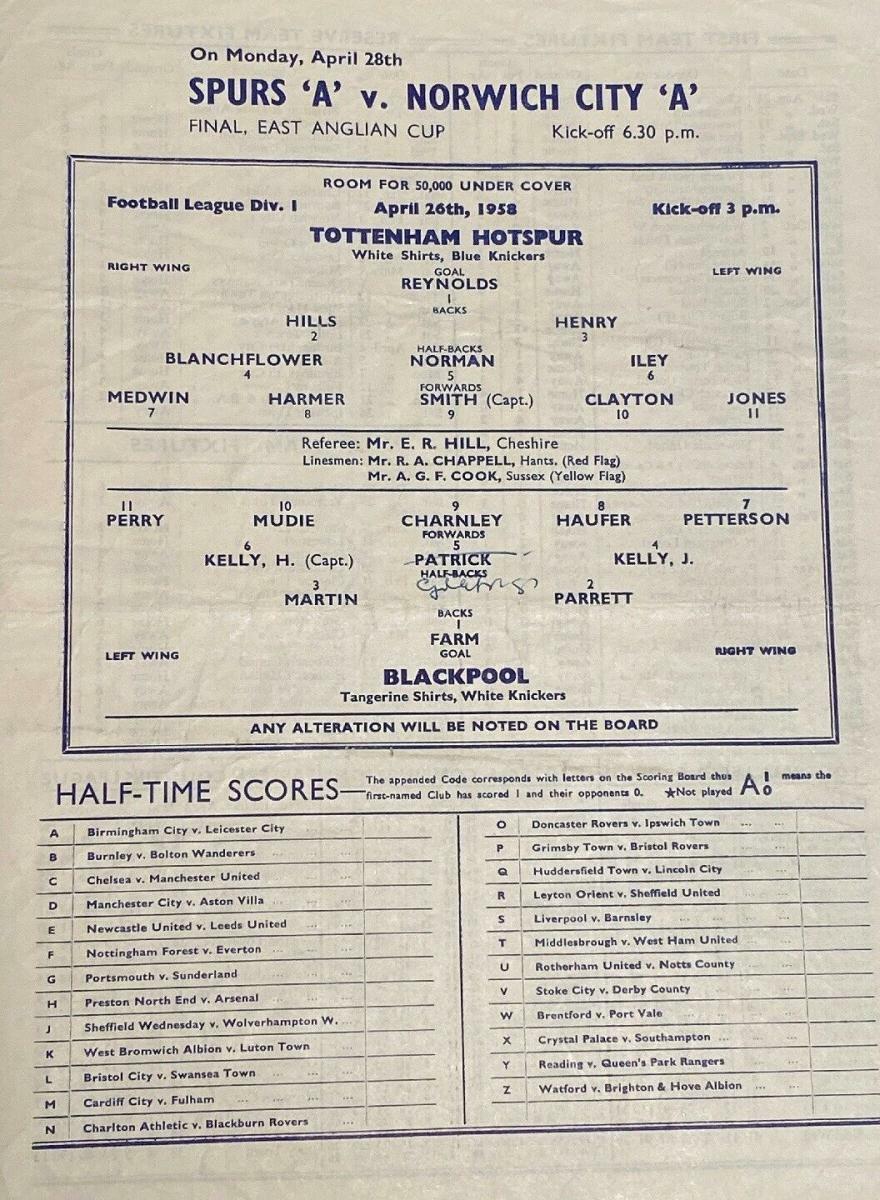 On Monday, April 28th
SPURS 'A' v. NORWICH CITY 'A'
FINAL, EAST ANGLIAN CUP Kick-off 6.30 p.m.
ROOM FOR 50,000 UNDER COVER
Football League Div. I April 26th, 1958 Kick-off 3 p.m.
TOTTENHAM HOTSPUR
White Shirts, Blue Knickers
RIGHT WING GOAL LEFT WING
REYNOLDS
1
BACKS
HILLS HENRY
2 3
HALF-BACKS
BLANCHFLOWER NORMAN ILEY
4 5 6
FORWARDS
MEDWIN HARMER SMITH (Capt.) CLAYTON JONES
7 8 9 10 11
Referee: Mr. E. R. HILL, Cheshire
Linesmen: Mr. R. A. CHAPPELL, Hants. (Red Flag)
Mr. A. G. F. COOK, Sussex (Yellow Flag)
11 10 9 8 7
PERRY MUDIE CHARNLEY HAUFER PETTERSON
FORWARDS
6 5 4
KELLY, H. (Capt.) PATRICK KELLY, J.
HALF-BACKS
3 2
MARTIN PARRETT
BACKS
1
FARM
LEFT WING GOAL RIGHT WING
BLACKPOOL
Tangerine Shirts, White Knickers
ANY ALTERATION WILL BE NOTED ON THE BOARD
HALF-TIME SCORES—The appended Code corresponds with letters on the Scoring Board thus A 1 0 means the
first-named Club has scored 1 and their opponents 0. ★Not played
A Birmingham City v. Leicester City
B Burnley v. Bolton Wanderers
C Chelsea v. Manchester United
D Manchester City v. Aston Villa
E Newcastle United v. Leeds United
F Nottingham Forest v. Everton
G Portsmouth v. Sunderland
H Preston North End v. Arsenal
J Sheffield Wednesday v. Wolverhampton W.
K West Bromwich Albion v. Luton Town
L Bristol City v. Swansea Town
M Cardiff City v. Fulham
N Charlton Athletic v. Blackburn Rovers
O Doncaster Rovers v. Ipswich Town
P Grimsby Town v. Bristol Rovers
Q Huddersfield Town v. Lincoln City
R Leyton Orient v. Sheffield United
S Liverpool v. Barnsley
T Middlesbrough v. West Ham United
U Rotherham United v. Notts County
V Stoke City v. Derby County
W Brentford v. Port Vale
X Crystal Palace v. Southampton
Y Reading v. Queen's Park Rangers
Z Watford v. Brighton & Hove Albion